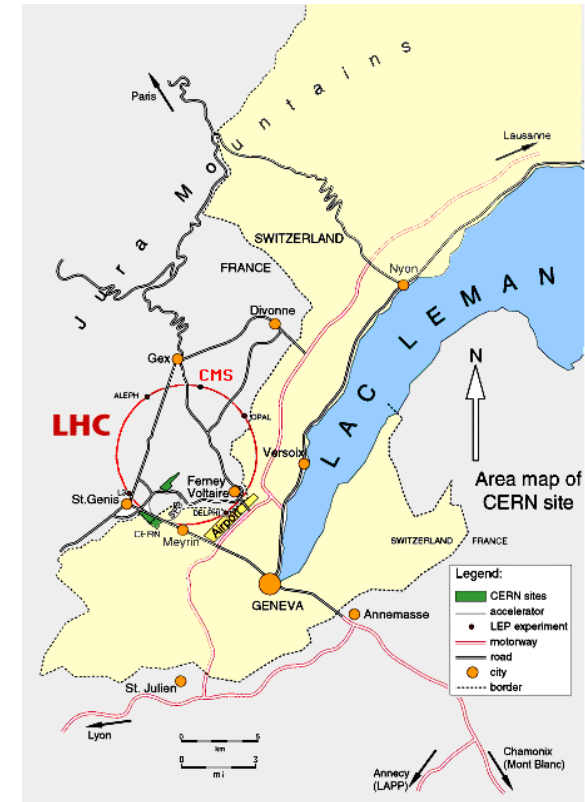 Paris
Jura Mountains
Lausanne
SWITZERLAND
FRANCE
Nyon
Divonne
Gex
LAC LEMAN
N
CMS
ALEPH
OPAL
LHC
Versoix
Area map of
CERN site
Ferney
Voltaire
L3
St.Genis
SPS
DELPHI
Airport
CERN
Meyrin
SWITZERLAND
FRANCE
GENEVA
Legend:
CERN sites
accelerator
LEP experiment
motorway
road
city
border
Annemasse
St. Julien
Lyon
0 5
km
0 3
mi
Chamonix
(Mont Blanc)
Annecy
(LAPP)